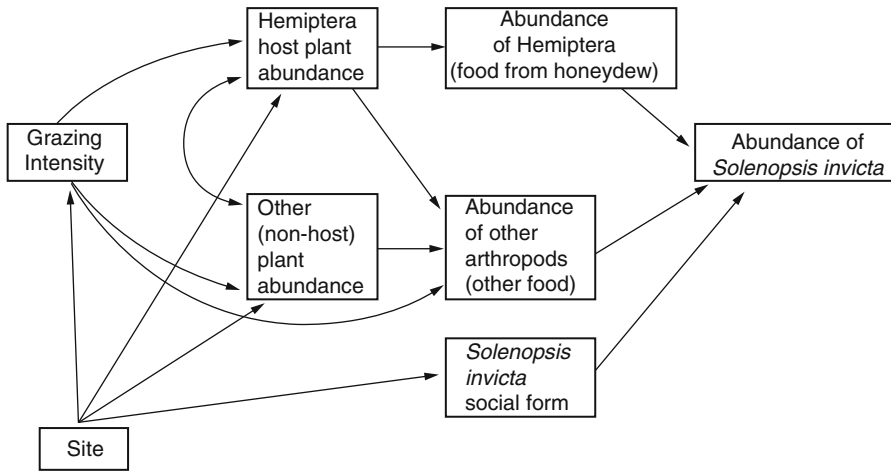 Hemiptera
host plant
abundance
Abundance
of Hemiptera
(food from honeydew)
Grazing
Intensity
Abundance of
Solenopsis invicta
Other
(non-host)
plant
abundance
Abundance
of other
arthropods
(other food)
Solenopsis
invicta
social form
Site